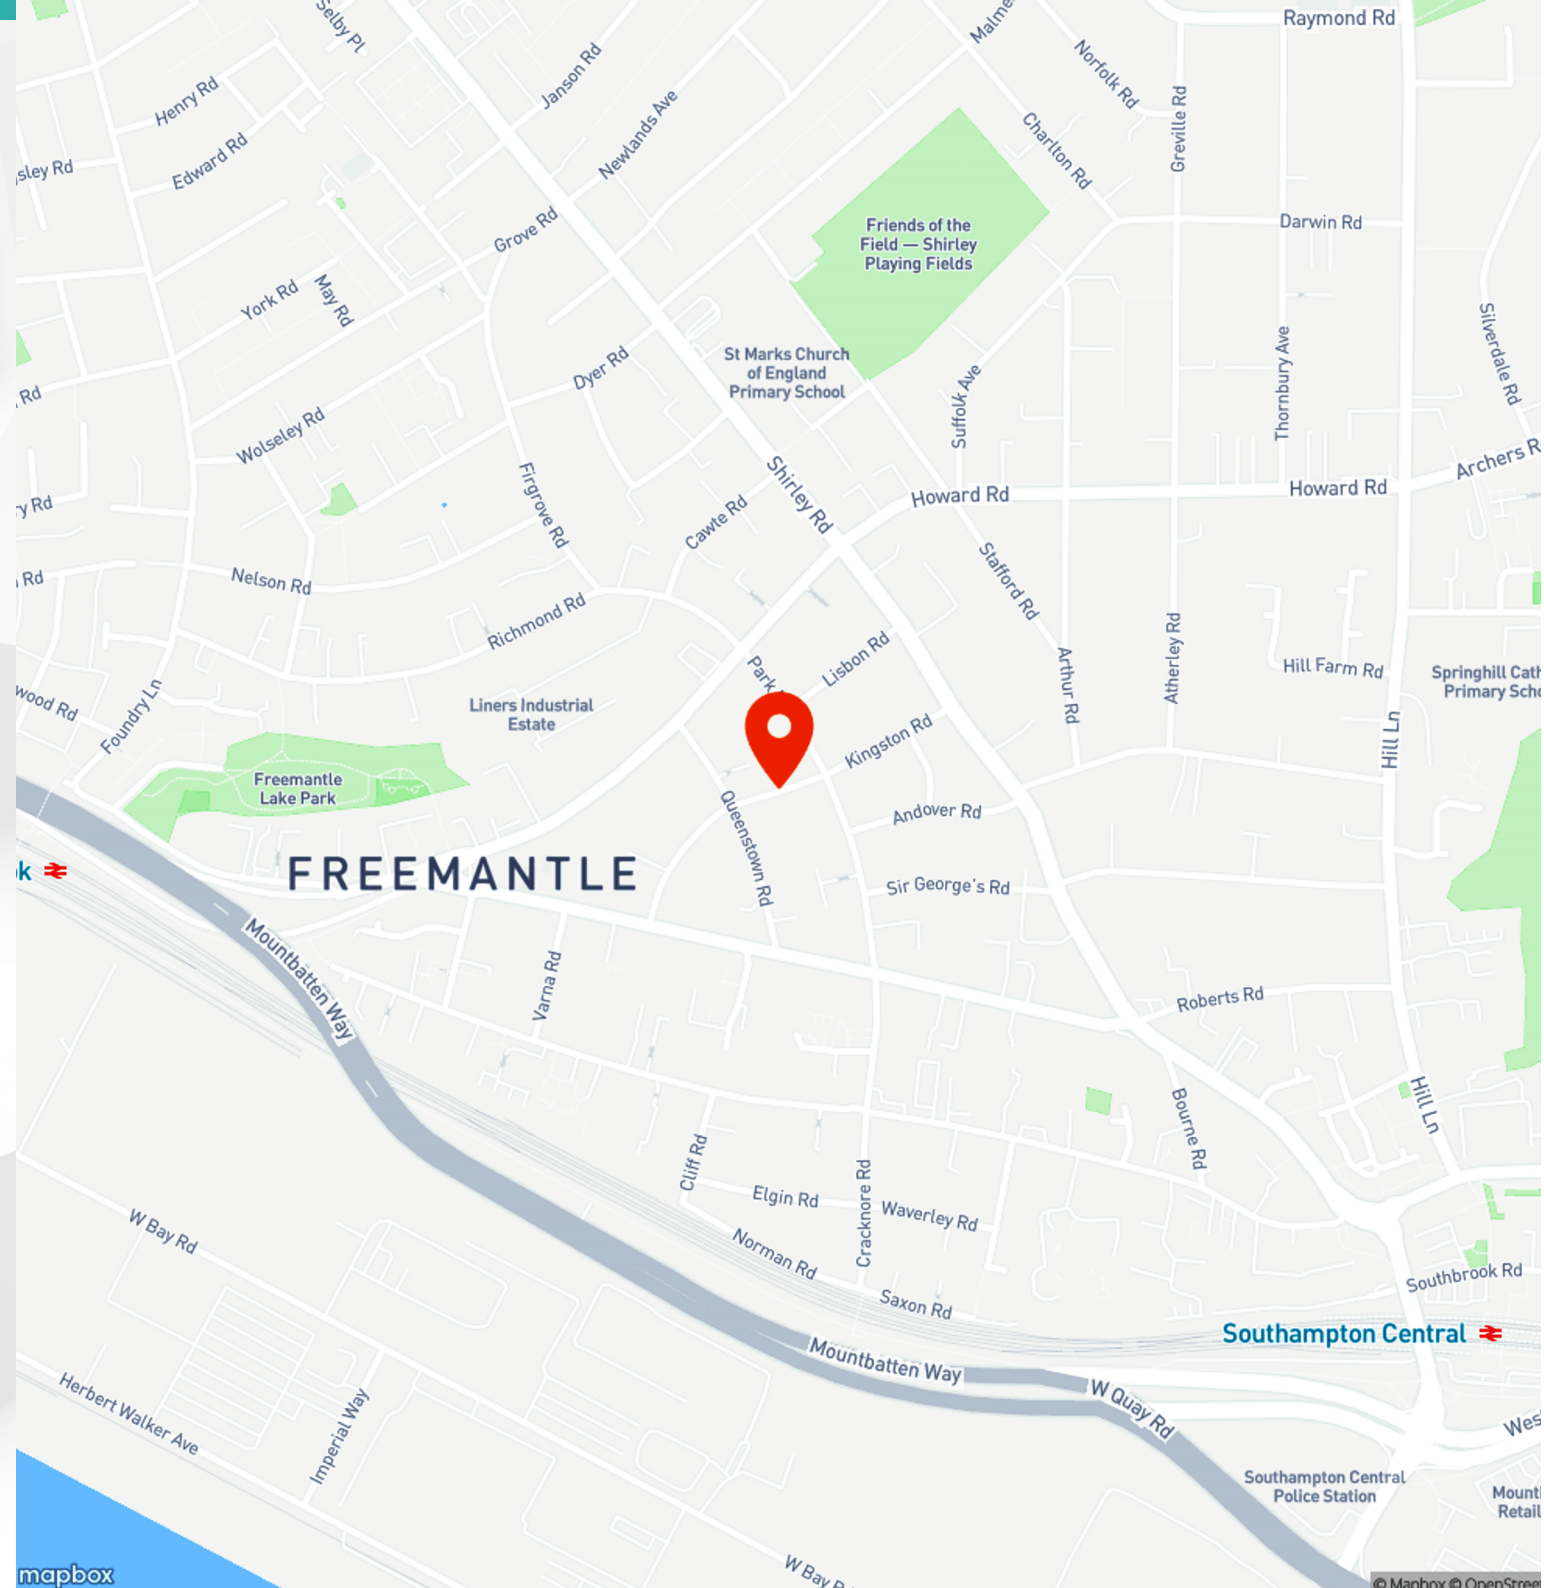 Selby Pl
Raymond Rd
Malme
Norfolk Rd
Janson Rd
Henry Rd
Newlands Ave
Greville Rd
Charlton Rd
Edward Rd
sley Rd
Grove Rd
Friends of the
Field — Shirley
Playing Fields
Darwin Rd
York Rd
May Rd
Silverdale Rd
St Marks Church
of England
Primary School
Dyer Rd
Thornbury Ave
Suffolk Ave
Rd
Wolseley Rd
Archers R
Shirley Rd
Howard Rd
Howard Rd
ry Rd
Firgrove Rd
Cawte Rd
Nelson Rd
Rd
Stafford Rd
Richmond Rd
Lisbon Rd
Park
Atherley Rd
Arthur Rd
Hill Farm Rd
Springhill Cath
Primary Scho
wood Rd
Foundry Ln
Liners Industrial
Estate
Kingston Rd
Hill Ln
Freemantle
Lake Park
Queenstown Rd
Andover Rd
FREEMANTLE
k
Sir George's Rd
Mountbatten Way
Varna Rd
Roberts Rd
Hill Ln
Bourne Rd
Cliff Rd
Elgin Rd
Cracknore Rd
Waverley Rd
W Bay Rd
Norman Rd
Southbrook Rd
Saxon Rd
Southampton Central
Mountbatten Way
W Quay Rd
Herbert Walker Ave
Imperial Way
Wes
Southampton Central
Police Station
Mount
Retail
W Bay R
mapbox
© Mapbox © OpenStree